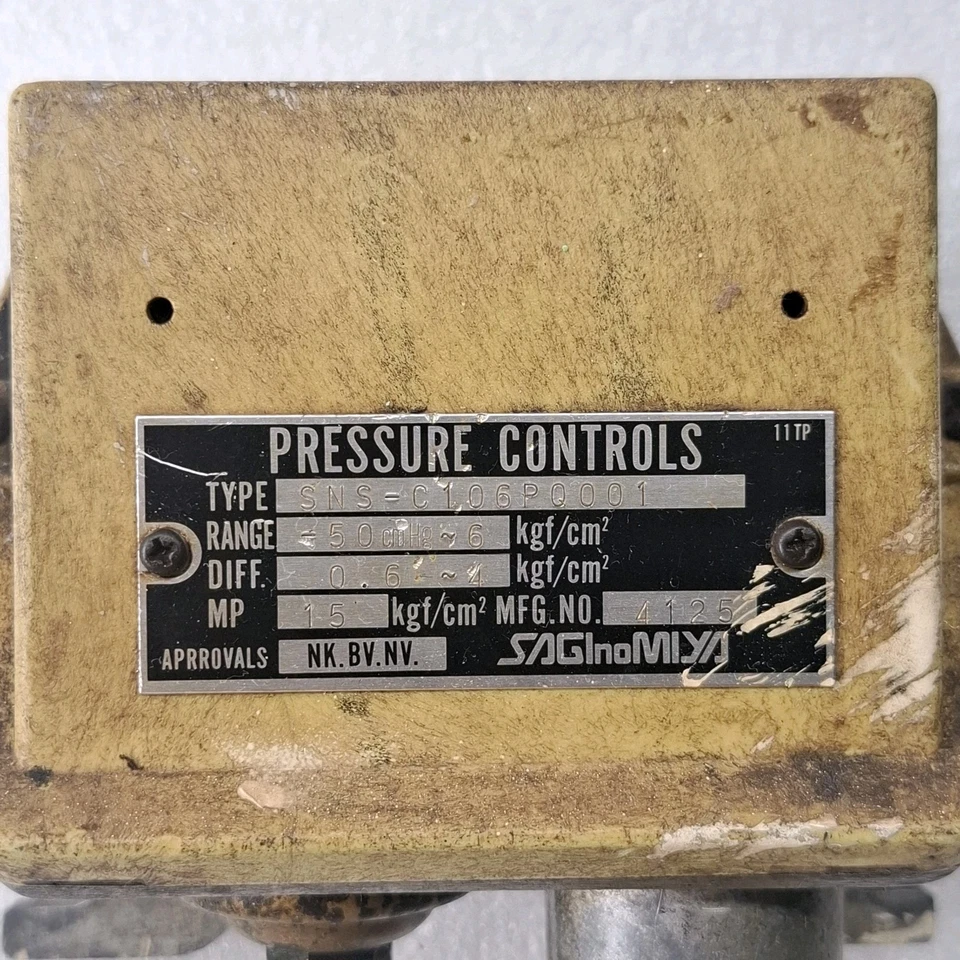 PRESSURE CONTROLS 11TP
TYPE SNS-C106PQ001
RANGE -50cmHg ~ 6 kgf/cm²
DIFF. 0.6 ~ 4 kgf/cm²
MP 15 kgf/cm² MFG.NO. 4125
APRROVALS NK.BV.NV. SAGInoMIYA